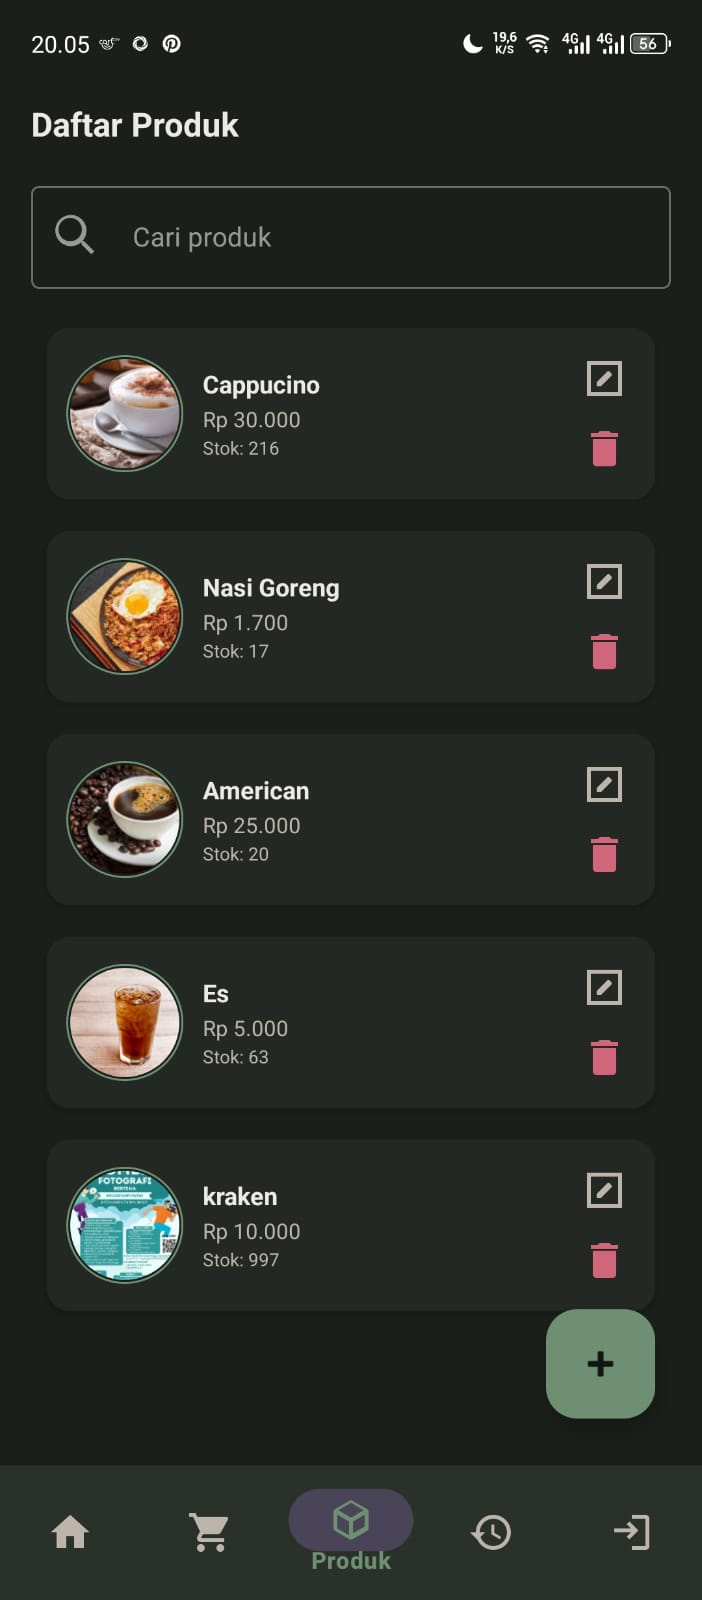 20.05 19,6 K/S 4G 4G 56
Daftar Produk
Cari produk
Cappucino
Rp 30.000
Stok: 216
Nasi Goreng
Rp 1.700
Stok: 17
American
Rp 25.000
Stok: 20
Es
Rp 5.000
Stok: 63
FOTOGRAFI
kraken
Rp 10.000
Stok: 997
Produk